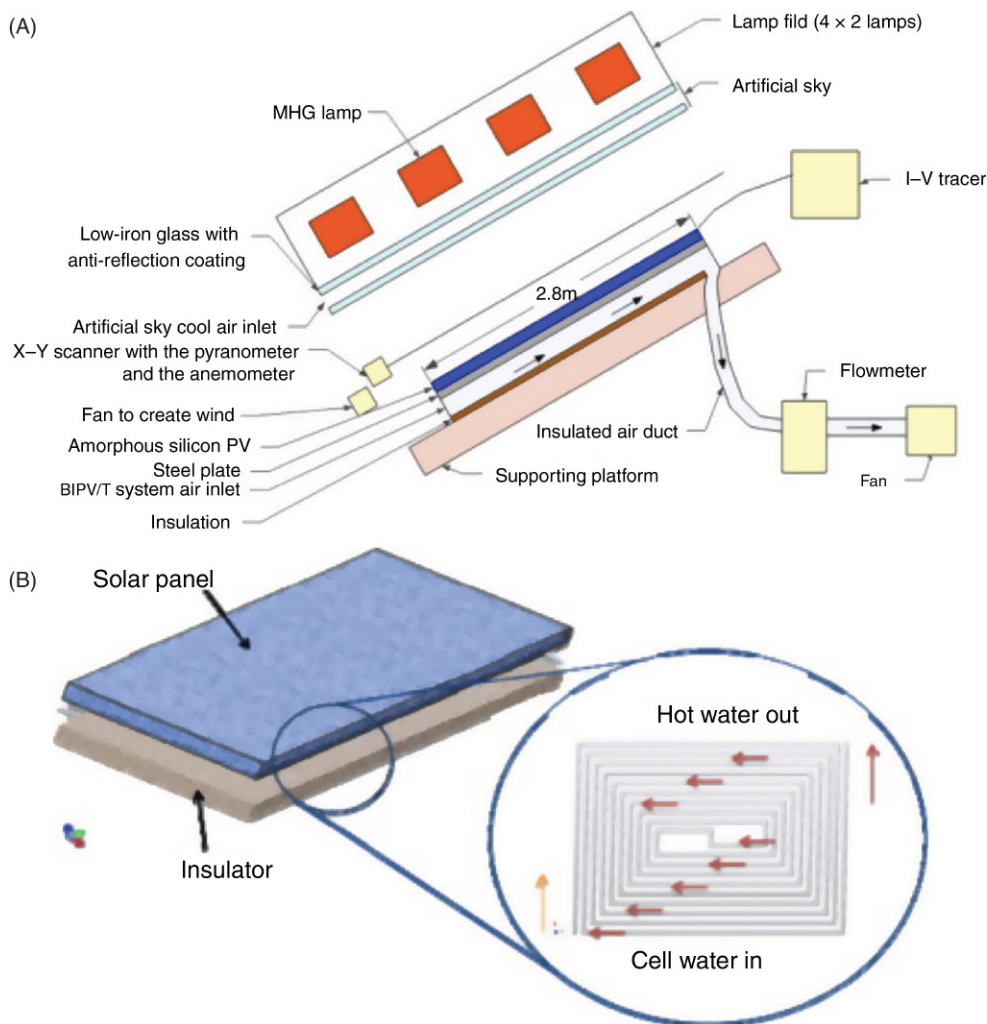 (A)
Lamp fild (4 × 2 lamps)
Artificial sky
MHG lamp
I–V tracer
Low-iron glass with
anti-reflection coating
2.8m
Artificial sky cool air inlet
X–Y scanner with the pyranometer
and the anemometer
Flowmeter
Fan to create wind
Amorphous silicon PV
Insulated air duct
Steel plate
Supporting platform
Fan
BIPV/T system air inlet
Insulation
(B)
Solar panel
Hot water out
Insulator
Cell water in